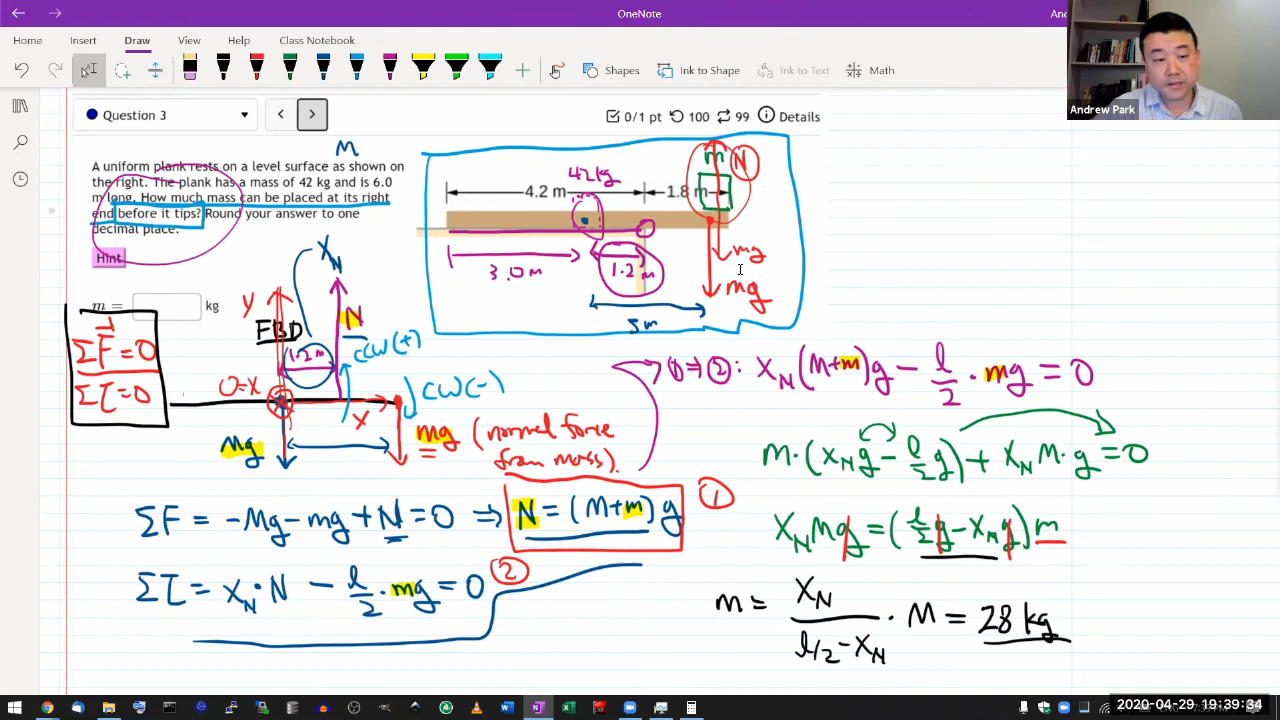 OneNote
Home
Insert
Draw
View
Help
Class Notebook
Shapes
Ink to Shape
Ink to Text
Math
Andrew Park
Question 3
0/1 pt
100
99
Details
A uniform plank rests on a level surface as shown on
the right. The plank has a mass of 42 kg and is 6.0
m long. How much mass can be placed at its right
end before it tips? Round your answer to one
decimal place.
Hint
m =
kg
M
42kg
m
N
4.2 m
1.8 m
3.0m
1.2 m
mg
mg
3m
ΣF = 0
Στ = 0
y
FBD
X_N
N
1.2 m
CCW(+)
0=x
x
CW(-)
Mg
mg (normal force
from mass).
ΣF = -Mg - mg + N = 0 ⇒ N = (M+m)g
①
Στ = X_N · N - l/2 · mg = 0 ②
① ⇒ ②: X_N (M+m)g - l/2 · mg = 0
m · (X_N g - l/2 g) + X_N M · g = 0
X_N Mg = (l/2 g - X_N g) m
m = X_N / (l/2 - X_N) · M = 28 kg
2020-04-29 19:39:34